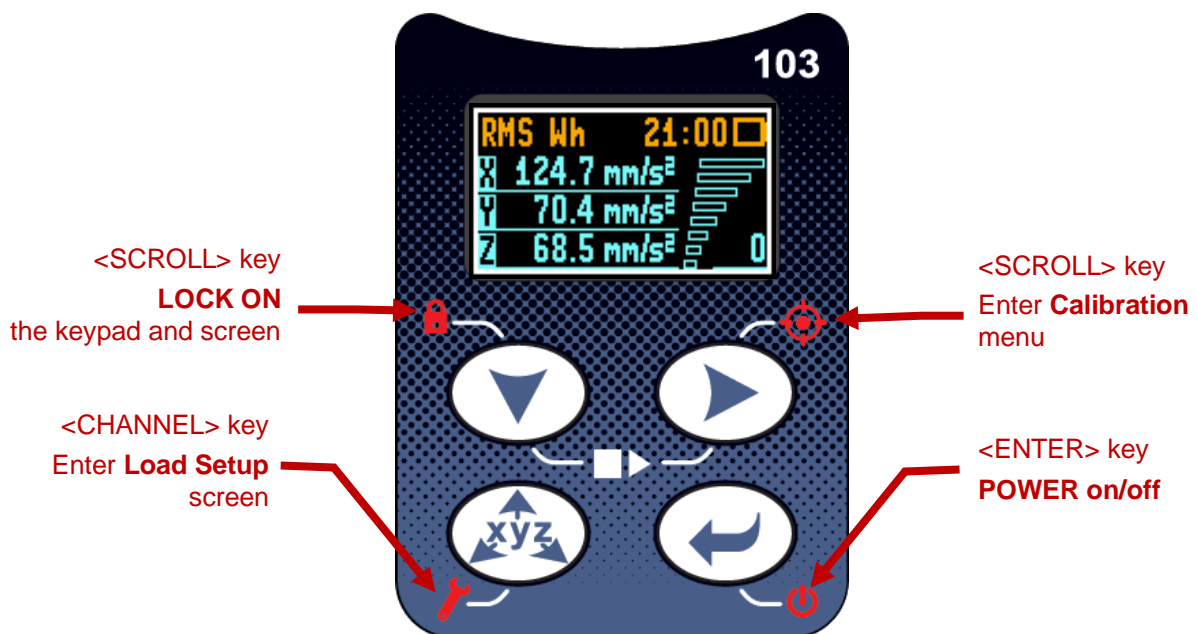 103
RMS Wh 21:00
X 124.7 mm/s²
Y 70.4 mm/s²
Z 68.5 mm/s² 0
<SCROLL> key
LOCK ON
the keypad and screen
<SCROLL> key
Enter Calibration
menu
<CHANNEL> key
Enter Load Setup
screen
<ENTER> key
POWER on/off
xyz